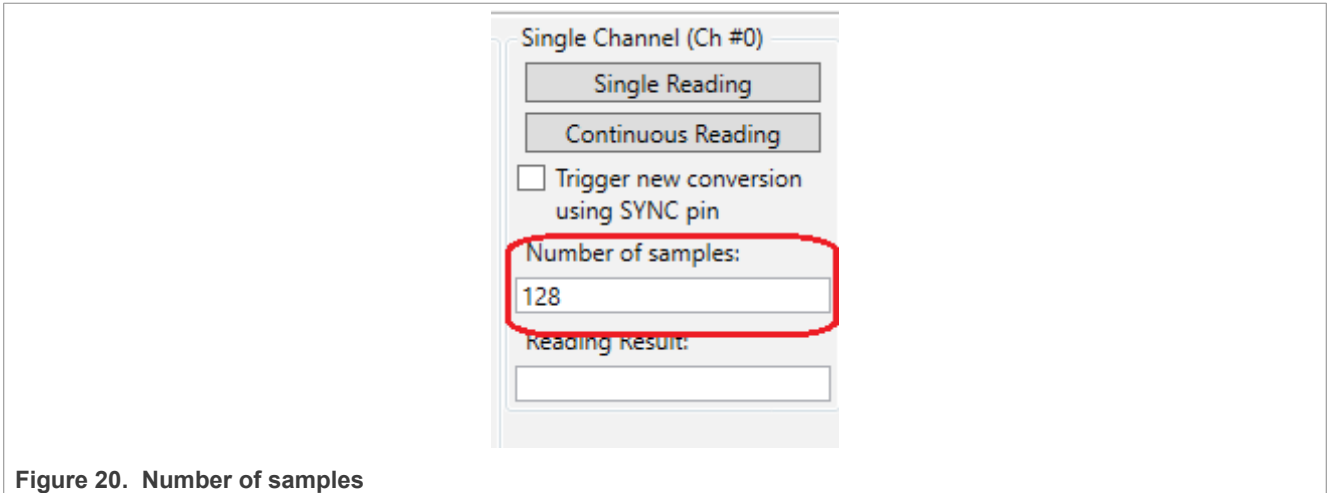 Single Channel (Ch #0)
Single Reading
Continuous Reading
Trigger new conversion
using SYNC pin
Number of samples:
128
Reading Result:
Figure 20. Number of samples